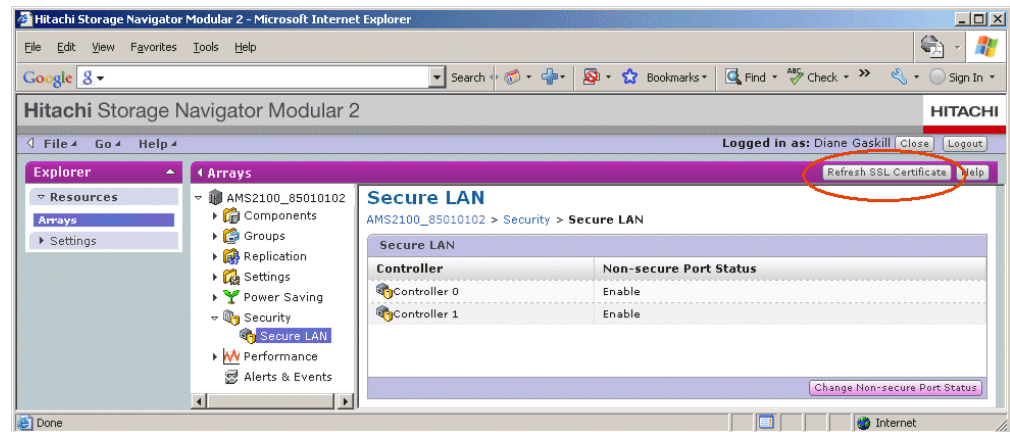 Hitachi Storage Navigator Modular 2 - Microsoft Internet Explorer
File Edit View Favorites Tools Help
Google Search Bookmarks Find Check Sign In
Hitachi Storage Navigator Modular 2 HITACHI
File Go Help Logged in as: Diane Gaskill Close Logout
Explorer
Resources
Arrays
Settings
Arrays Refresh SSL Certificate Help
AMS2100_85010102
Components
Groups
Replication
Settings
Power Saving
Security
Secure LAN
Performance
Alerts & Events
Secure LAN
AMS2100_85010102 > Security > Secure LAN
Secure LAN
Controller Non-secure Port Status
Controller 0 Enable
Controller 1 Enable
Change Non-secure Port Status
Done Internet